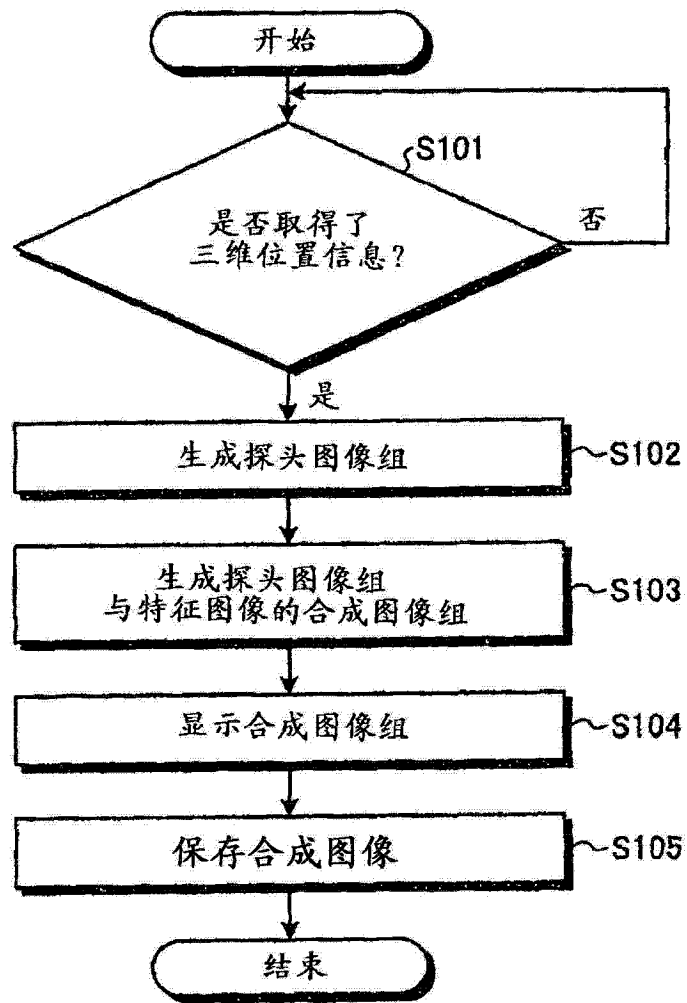 开始
S101
是否取得了
三维位置信息？
否
是
生成探头图像组
S102
生成探头图像组
与特征图像的合成图像组
S103
显示合成图像组
S104
保存合成图像
S105
结束